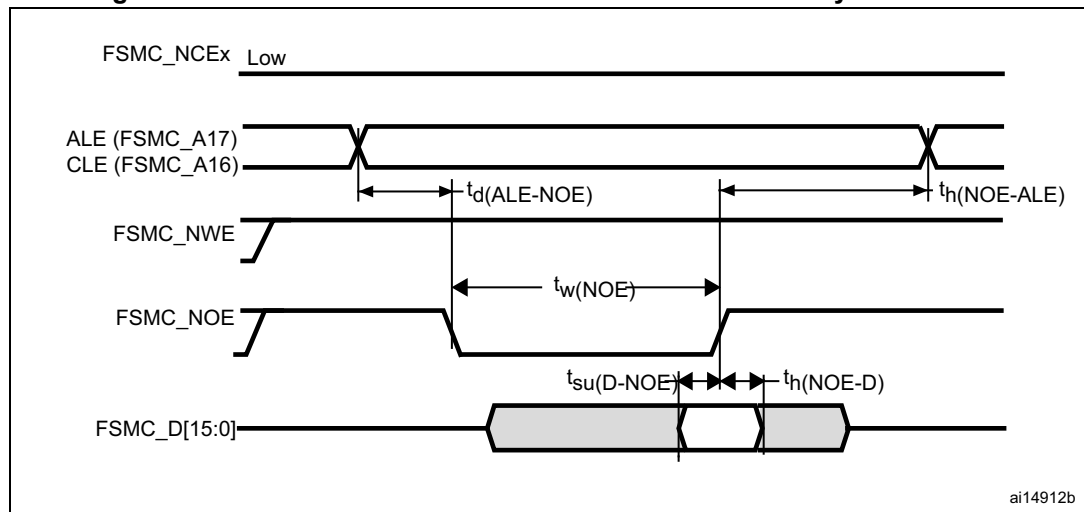 FSMC_NCEx Low
ALE (FSMC_A17)
CLE (FSMC_A16)
td(ALE-NOE)
th(NOE-ALE)
FSMC_NWE
tw(NOE)
FSMC_NOE
tsu(D-NOE)
th(NOE-D)
FSMC_D[15:0]
ai14912b